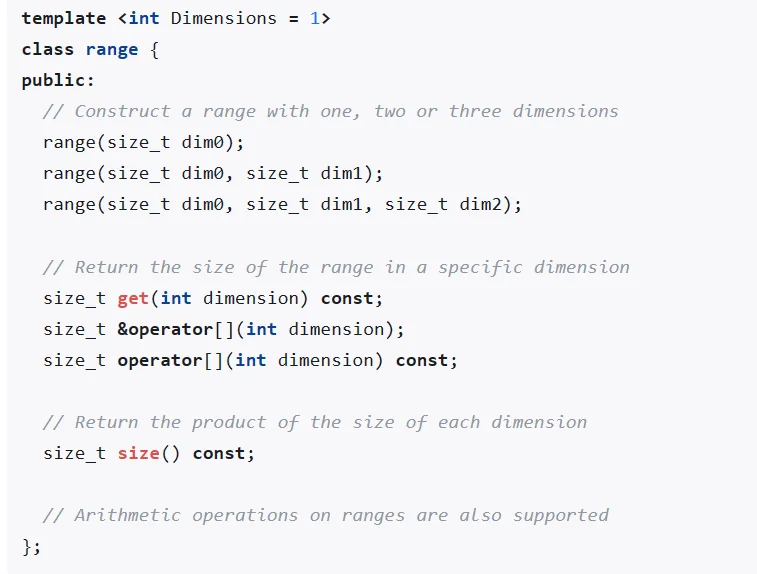 template <int Dimensions = 1>
class range {
public:
  // Construct a range with one, two or three dimensions
  range(size_t dim0);
  range(size_t dim0, size_t dim1);
  range(size_t dim0, size_t dim1, size_t dim2);

  // Return the size of the range in a specific dimension
  size_t get(int dimension) const;
  size_t &operator[](int dimension);
  size_t operator[](int dimension) const;

  // Return the product of the size of each dimension
  size_t size() const;

  // Arithmetic operations on ranges are also supported
};